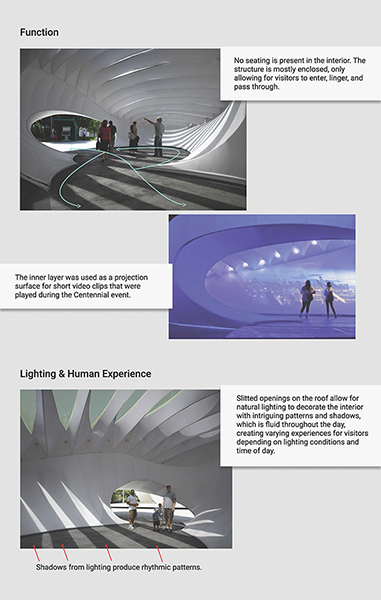 Function
No seating is present in the interior. The
structure is mostly enclosed, only
allowing for visitors to enter, linger, and
pass through.
The inner layer was used as a projection
surface for short video clips that were
played during the Centennial event.
Lighting & Human Experience
Slitted openings on the roof allow for
natural lighting to decorate the interior
with intriguing patterns and shadows,
which is fluid throughout the day,
creating varying experiences for visitors
depending on lighting conditions and
time of day.
Shadows from lighting produce rhythmic patterns.